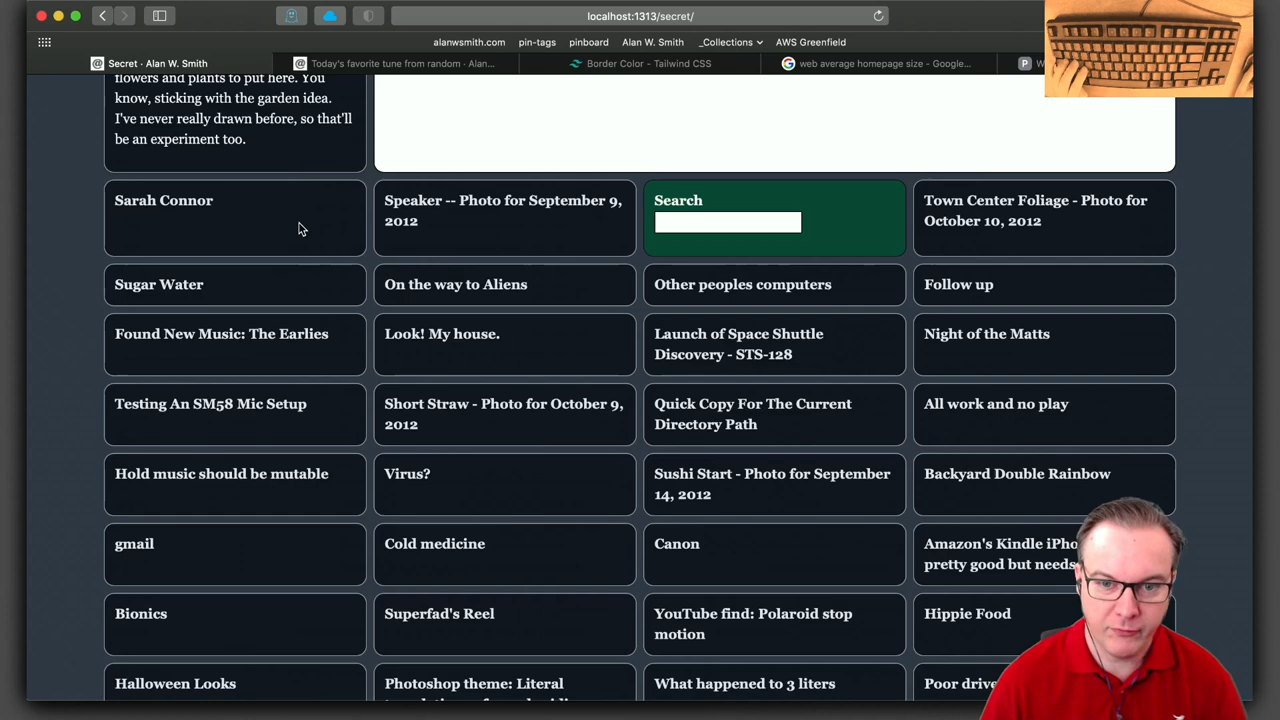 localhost:1313/secret/
alanwsmith.com pin-tags pinboard Alan W. Smith _Collections AWS Greenfield
Secret · Alan W. Smith
Today's favorite tune from random · Alan...
Border Color - Tailwind CSS
web average homepage size - Google...
flowers and plants to put here. You
know, sticking with the garden idea.
I've never really drawn before, so that'll
be an experiment too.
Sarah Connor
Speaker -- Photo for September 9,
2012
Search
Town Center Foliage - Photo for
October 10, 2012
Sugar Water
On the way to Aliens
Other peoples computers
Follow up
Found New Music: The Earlies
Look! My house.
Launch of Space Shuttle
Discovery - STS-128
Night of the Matts
Testing An SM58 Mic Setup
Short Straw - Photo for October 9,
2012
Quick Copy For The Current
Directory Path
All work and no play
Hold music should be mutable
Virus?
Sushi Start - Photo for September
14, 2012
Backyard Double Rainbow
gmail
Cold medicine
Canon
Amazon's Kindle
pretty good but needs
Bionics
Superfad's Reel
YouTube find: Polaroid stop
motion
Hippie Food
Halloween Looks
Photoshop theme: Literal
What happened to 3 liters
Poor